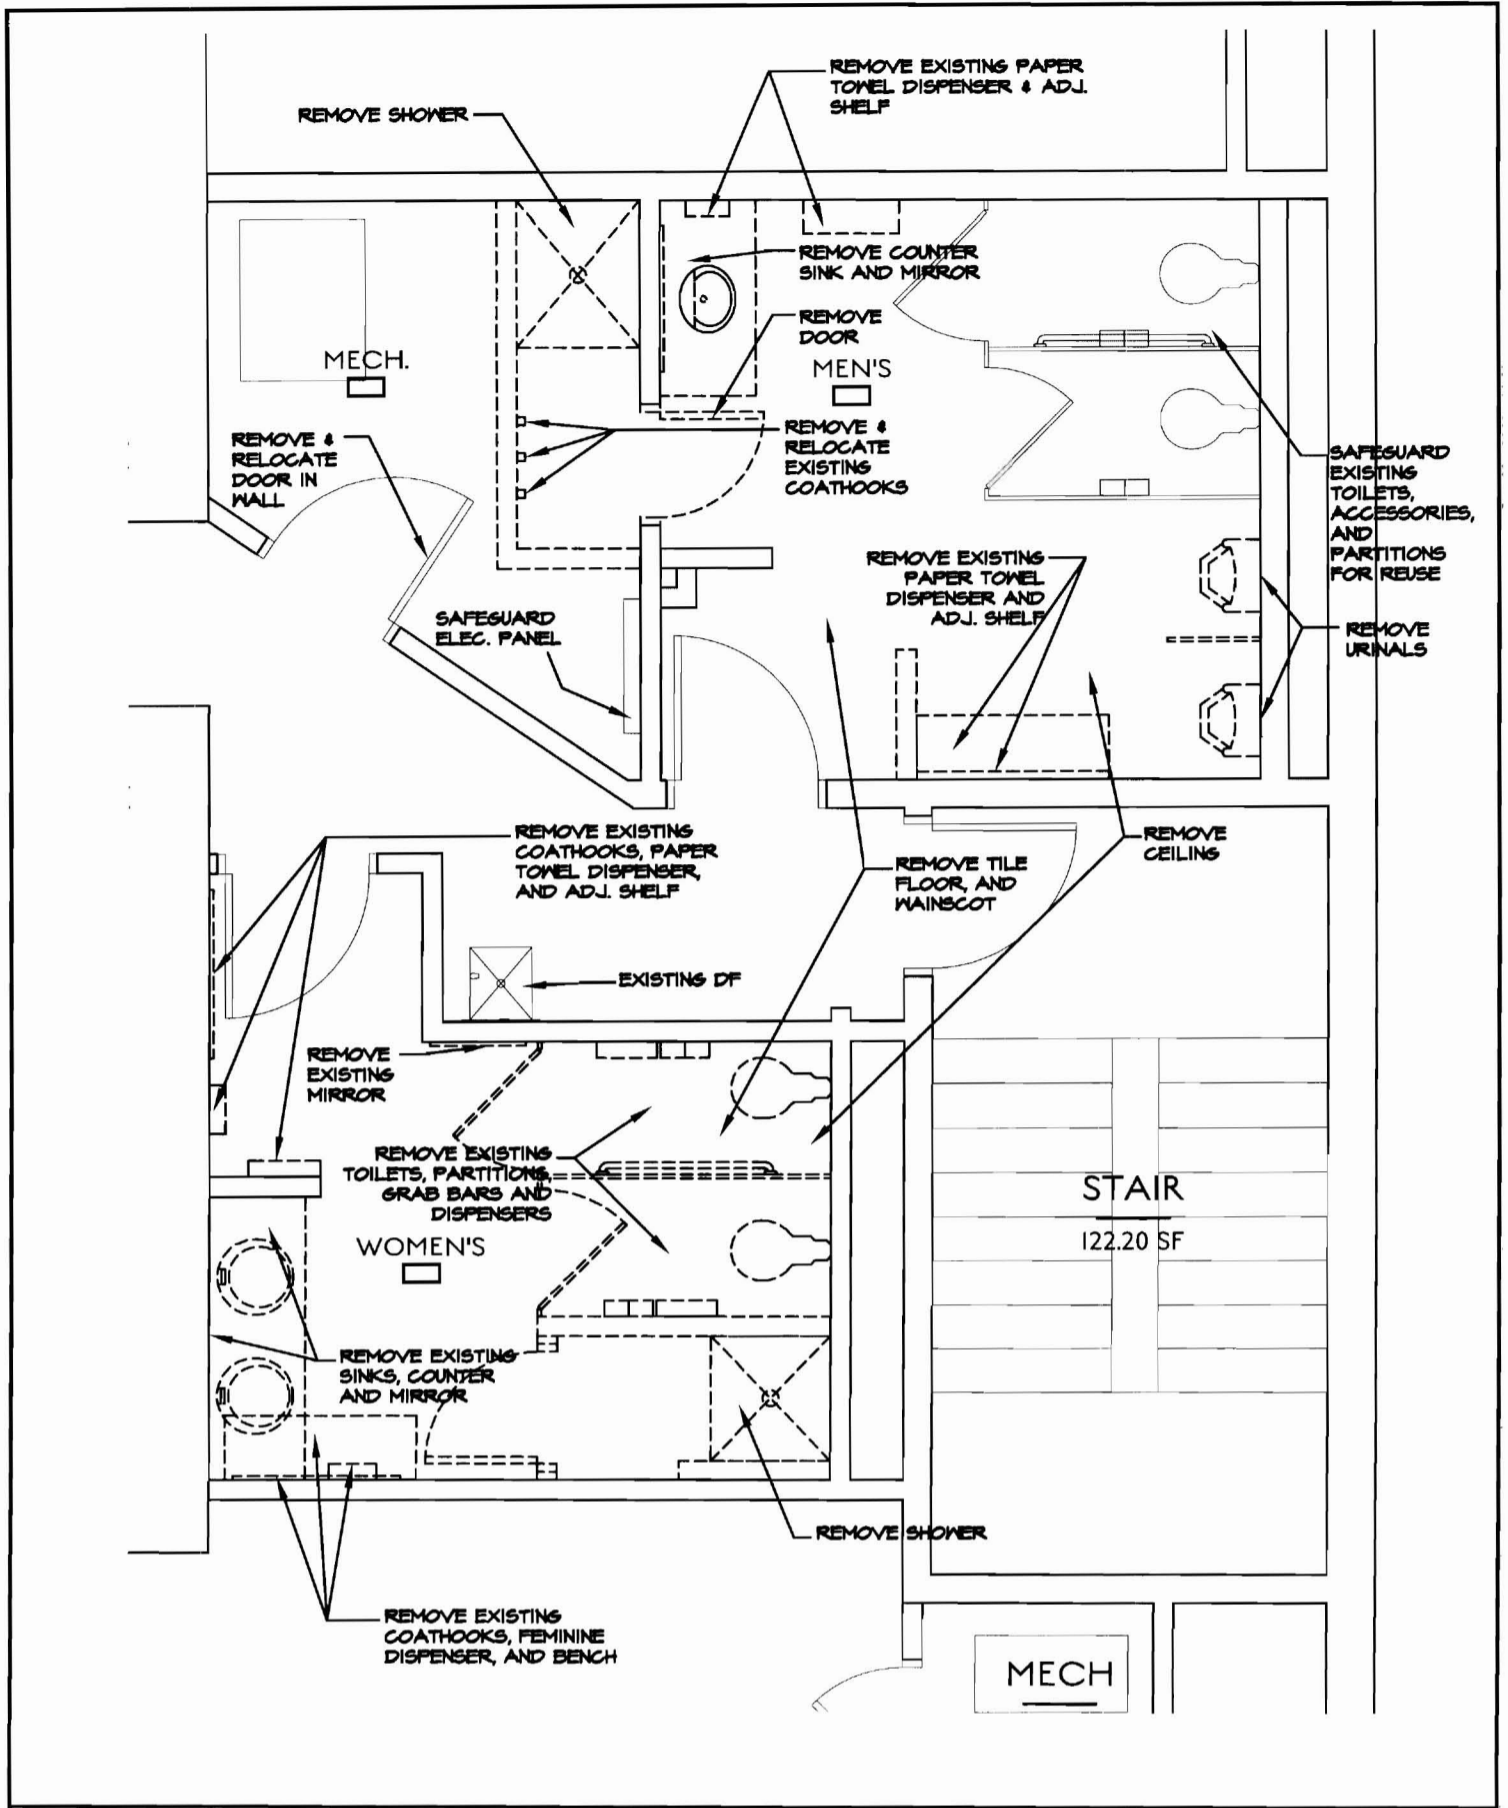 REMOVE EXISTING PAPER
TOWEL DISPENSER & ADJ.
SHELF
REMOVE SHOWER
REMOVE COUNTER
SINK AND MIRROR
REMOVE
DOOR
MECH.
MEN'S
REMOVE &
RELOCATE
DOOR IN
WALL
REMOVE &
RELOCATE
EXISTING
COATHOOKS
SAFEGUARD
EXISTING
TOILETS,
ACCESSORIES,
AND
PARTITIONS
FOR REUSE
REMOVE EXISTING
PAPER TOWEL
DISPENSER AND
ADJ. SHELF
SAFEGUARD
ELEC. PANEL
REMOVE
URINALS
REMOVE EXISTING
COATHOOKS, PAPER
TOWEL DISPENSER,
AND ADJ. SHELF
REMOVE TILE
FLOOR, AND
WAINSCOT
REMOVE
CEILING
EXISTING DF
REMOVE
EXISTING
MIRROR
REMOVE EXISTING
TOILETS, PARTITIONS,
GRAB BARS AND
DISPENSERS
STAIR
122.20 SF
WOMEN'S
REMOVE EXISTING
SINKS, COUNTER
AND MIRROR
REMOVE SHOWER
REMOVE EXISTING
COATHOOKS, FEMININE
DISPENSER, AND BENCH
MECH